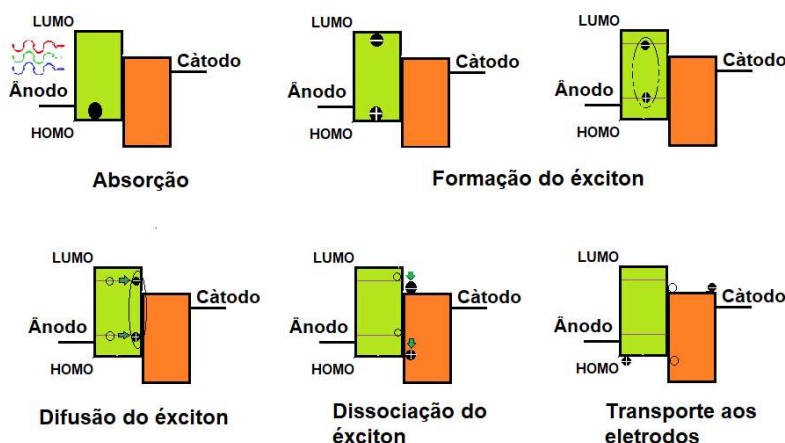 LUMO
Càtodo
Ânodo
HOMO
Absorção
LUMO
Càtodo
Ânodo
HOMO
LUMO
Càtodo
Ânodo
HOMO
Formação do éxciton
LUMO
Càtodo
Ânodo
HOMO
Difusão do éxciton
LUMO
Càtodo
Ânodo
HOMO
Dissociação do
éxciton
LUMO
Càtodo
Ânodo
HOMO
Transporte aos
eletrodos